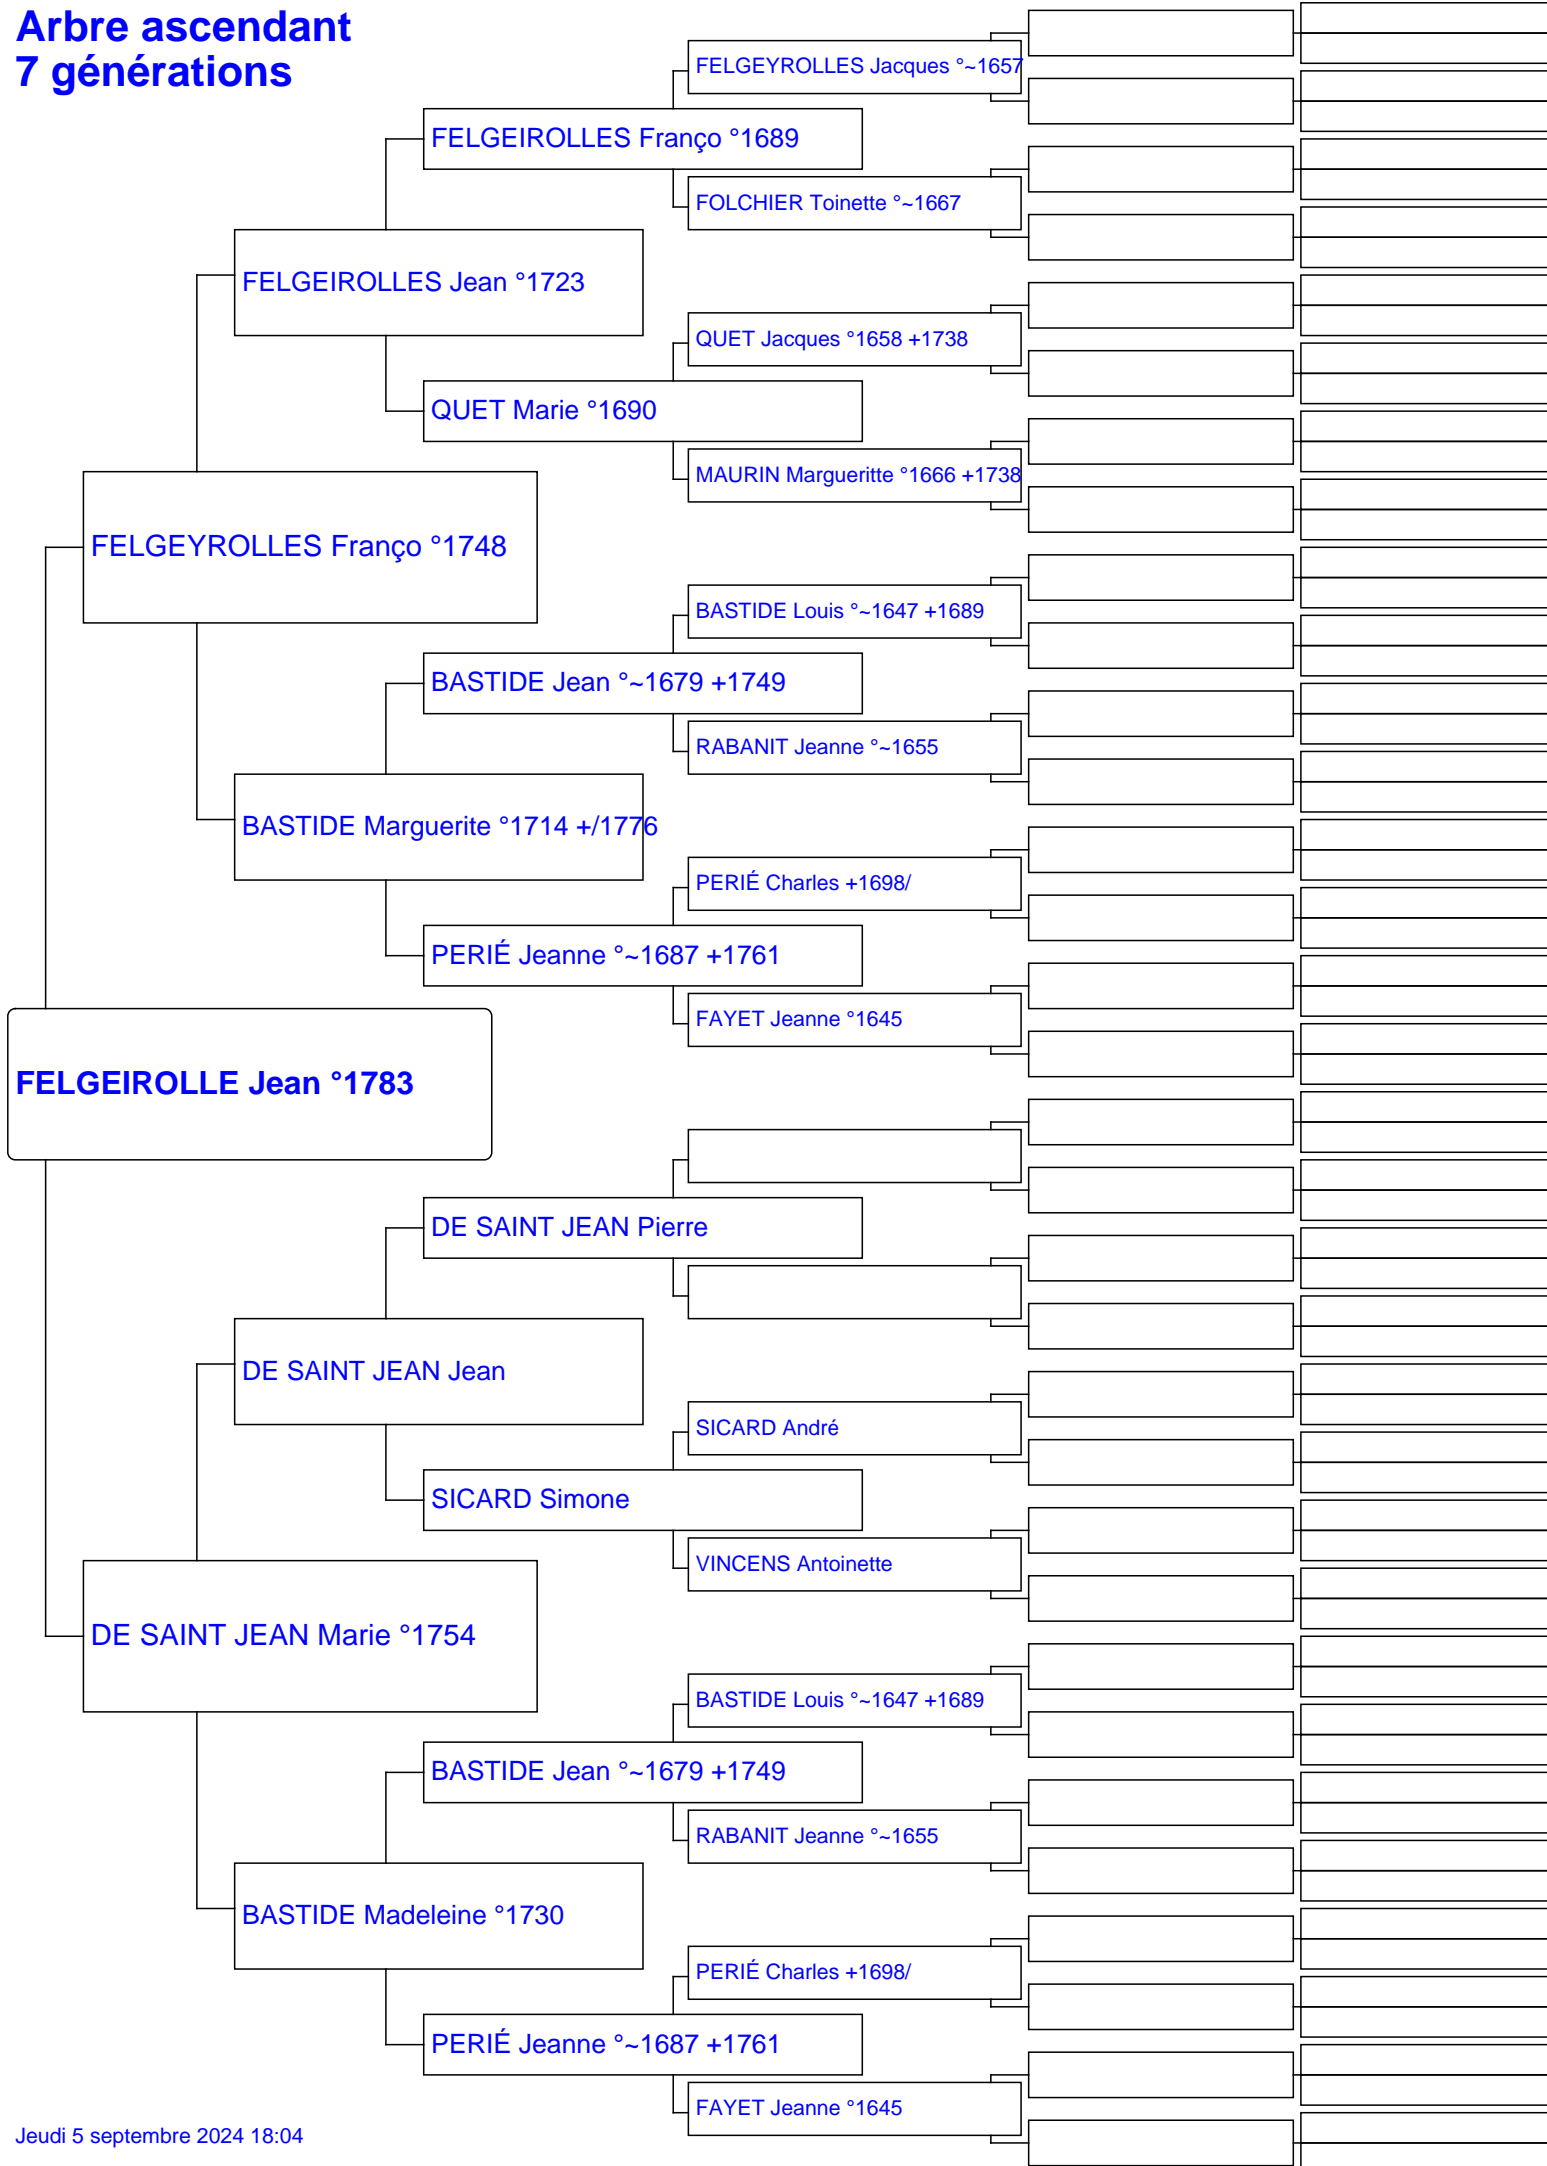 Arbre ascendant
7 générations
FELGEYROLLES Jacques °~1657
FELGEIROLLES Franço °1689
FOLCHIER Toinette °~1667
FELGEIROLLES Jean °1723
QUET Jacques °1658 +1738
QUET Marie °1690
MAURIN Margueritte °1666 +1738
FELGEYROLLES Franço °1748
BASTIDE Louis °~1647 +1689
BASTIDE Jean °~1679 +1749
RABANIT Jeanne °~1655
BASTIDE Marguerite °1714 +/1776
PERIÉ Charles +1698/
PERIÉ Jeanne °~1687 +1761
FAYET Jeanne °1645
FELGEIROLLE Jean °1783
DE SAINT JEAN Pierre
DE SAINT JEAN Jean
SICARD André
SICARD Simone
VINCENS Antoinette
DE SAINT JEAN Marie °1754
BASTIDE Louis °~1647 +1689
BASTIDE Jean °~1679 +1749
RABANIT Jeanne °~1655
BASTIDE Madeleine °1730
PERIÉ Charles +1698/
PERIÉ Jeanne °~1687 +1761
FAYET Jeanne °1645
Jeudi 5 septembre 2024 18:04